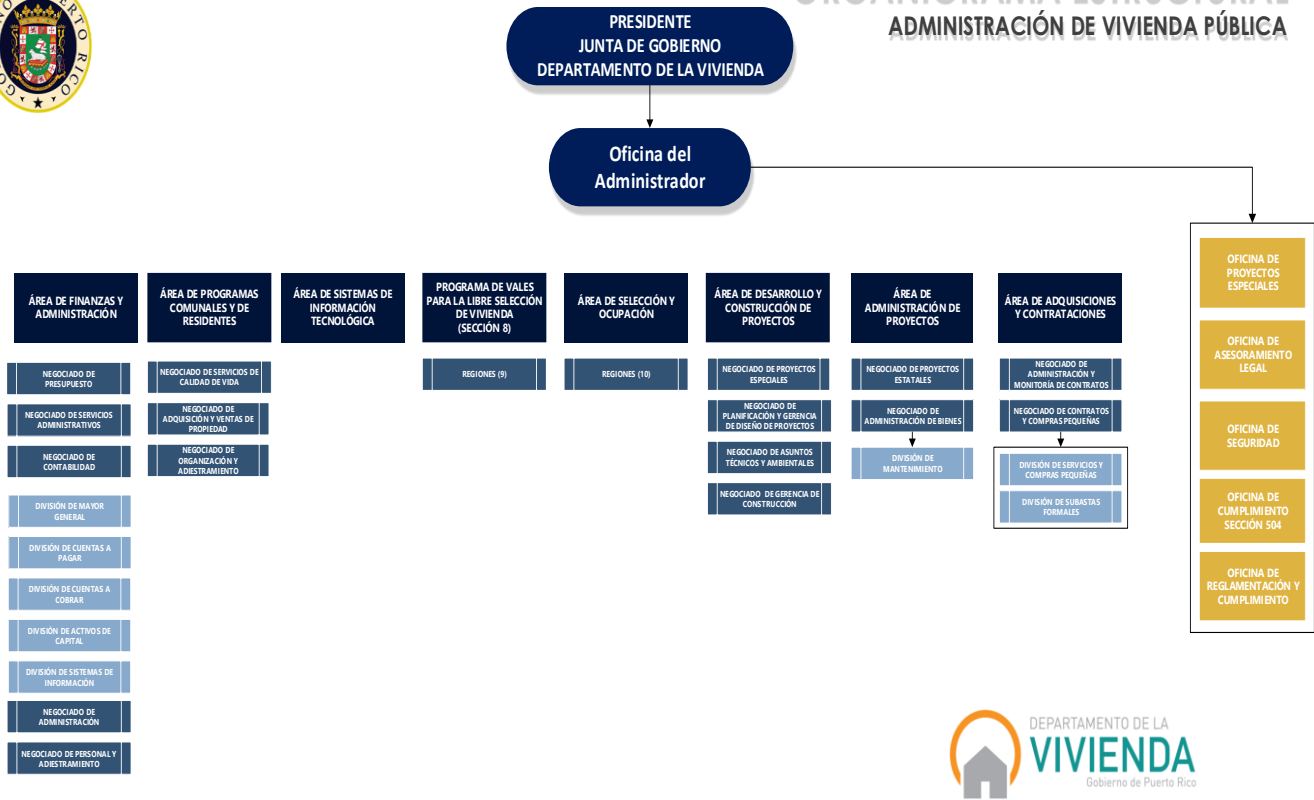 ORGANIGRAMA ESTRUCTURAL
ADMINISTRACIÓN DE VIVIENDA PÚBLICA
PUERTO RICO
PRESIDENTE
JUNTA DE GOBIERNO
DEPARTAMENTO DE LA VIVIENDA
Oficina del
Administrador
ÁREA DE FINANZAS Y
ADMINISTRACIÓN
NEGOCIADO DE
PRESUPUESTO
NEGOCIADO DE SERVICIOS
ADMINISTRATIVOS
NEGOCIADO DE
CONTABILIDAD
DIVISIÓN DE MAYOR
GENERAL
DIVISIÓN DE CUENTAS A
PAGAR
DIVISIÓN DE CUENTAS A
COBRAR
DIVISIÓN DE ACTIVOS DE
CAPITAL
DIVISIÓN DE SISTEMAS DE
INFORMACIÓN
NEGOCIADO DE
ADMINISTRACIÓN
NEGOCIADO DE PERSONAL Y
ADIESTRAMIENTO
ÁREA DE PROGRAMAS
COMUNALES Y DE
RESIDENTES
NEGOCIADO DE SERVICIOS DE
CALIDAD DE VIDA
NEGOCIADO DE
ADQUISICIÓN Y VENTAS DE
PROPIEDAD
NEGOCIADO DE
ORGANIZACIÓN Y
ADIESTRAMIENTO
ÁREA DE SISTEMAS DE
INFORMACIÓN
TECNOLÓGICA
PROGRAMA DE VALES
PARA LA LIBRE SELECCIÓN
DE VIVIENDA
(SECCIÓN 8)
REGIONES (9)
ÁREA DE SELECCIÓN Y
OCUPACIÓN
REGIONES (10)
ÁREA DE DESARROLLO Y
CONSTRUCCIÓN DE
PROYECTOS
NEGOCIADO DE PROYECTOS
ESPECIALES
NEGOCIADO DE
PLANIFICACIÓN Y GERENCIA
DE DISEÑO DE PROYECTOS
NEGOCIADO DE ASUNTOS
TÉCNICOS Y AMBIENTALES
NEGOCIADO DE GERENCIA DE
CONSTRUCCIÓN
ÁREA DE
ADMINISTRACIÓN DE
PROYECTOS
NEGOCIADO DE PROYECTOS
ESTATALES
NEGOCIADO DE
ADMINISTRACIÓN DE BIENES
DIVISIÓN DE
MANTENIMIENTO
ÁREA DE ADQUISICIONES
Y CONTRATACIONES
NEGOCIADO DE
ADMINISTRACIÓN Y
MONITORÍA DE CONTRATOS
NEGOCIADO DE CONTRATOS
Y COMPRAS PEQUEÑAS
DIVISIÓN DE SERVICIOS Y
COMPRAS PEQUEÑAS
DIVISIÓN DE SUBASTAS
FORMALES
OFICINA DE
PROYECTOS
ESPECIALES
OFICINA DE
ASESORAMIENTO
LEGAL
OFICINA DE
SEGURIDAD
OFICINA DE
CUMPLIMIENTO
SECCIÓN 504
OFICINA DE
REGLAMENTACIÓN Y
CUMPLIMIENTO
DEPARTAMENTO DE LA
VIVIENDA
Gobierno de Puerto Rico